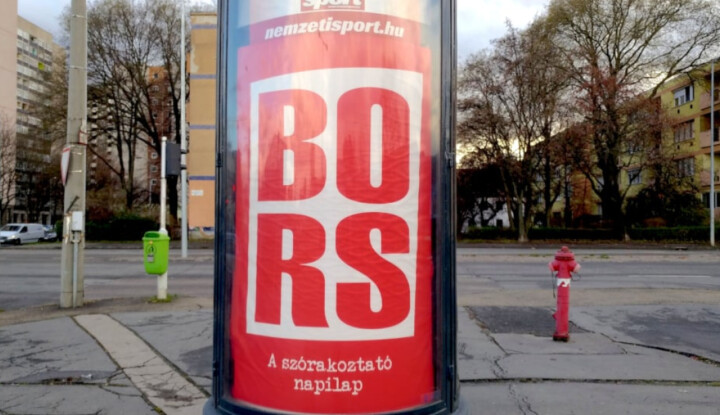 sport
nemzetisport.hu
BO
RS
A szórakoztató
napilap